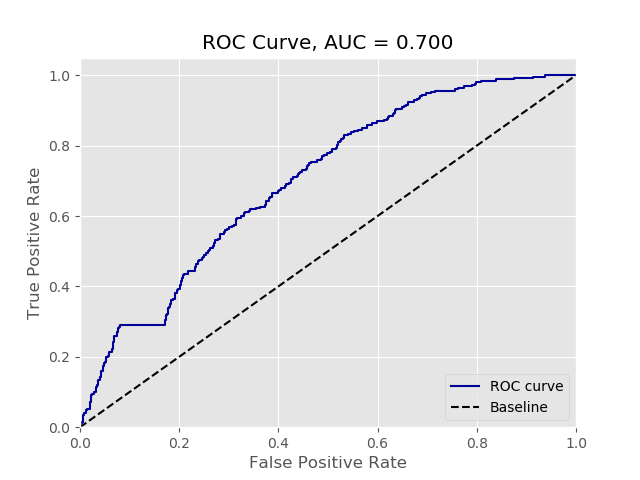 ROC Curve, AUC = 0.700
True Positive Rate
1.0
0.8
0.6
0.4
0.2
0.0
0.0 0.2 0.4 0.6 0.8 1.0
False Positive Rate
ROC curve
Baseline